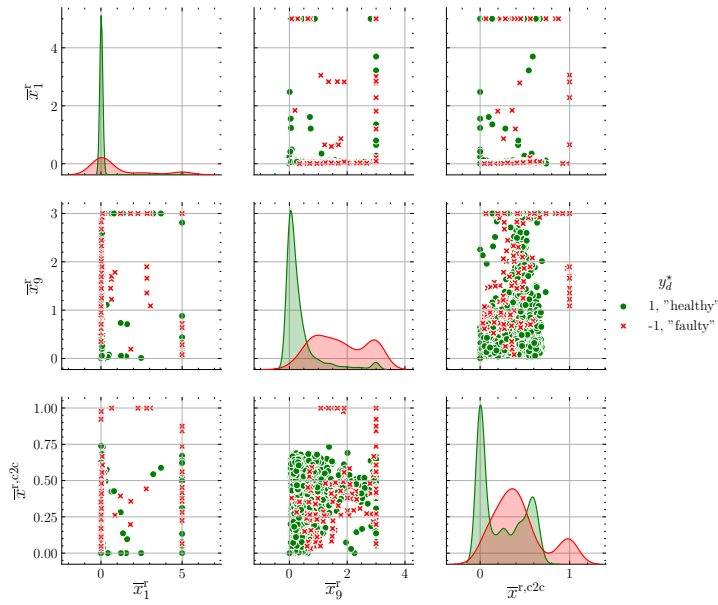 4
2
0
x̅₁ʳ
3
2
1
0
x̅₉ʳ
y_d^⋆
1, "healthy"
-1, "faulty"
1.00
0.75
0.50
0.25
0.00
x̅^{r,c2c}
0 5
0 2 4
0 1
x̅₁ʳ
x̅₉ʳ
x̅^{r,c2c}